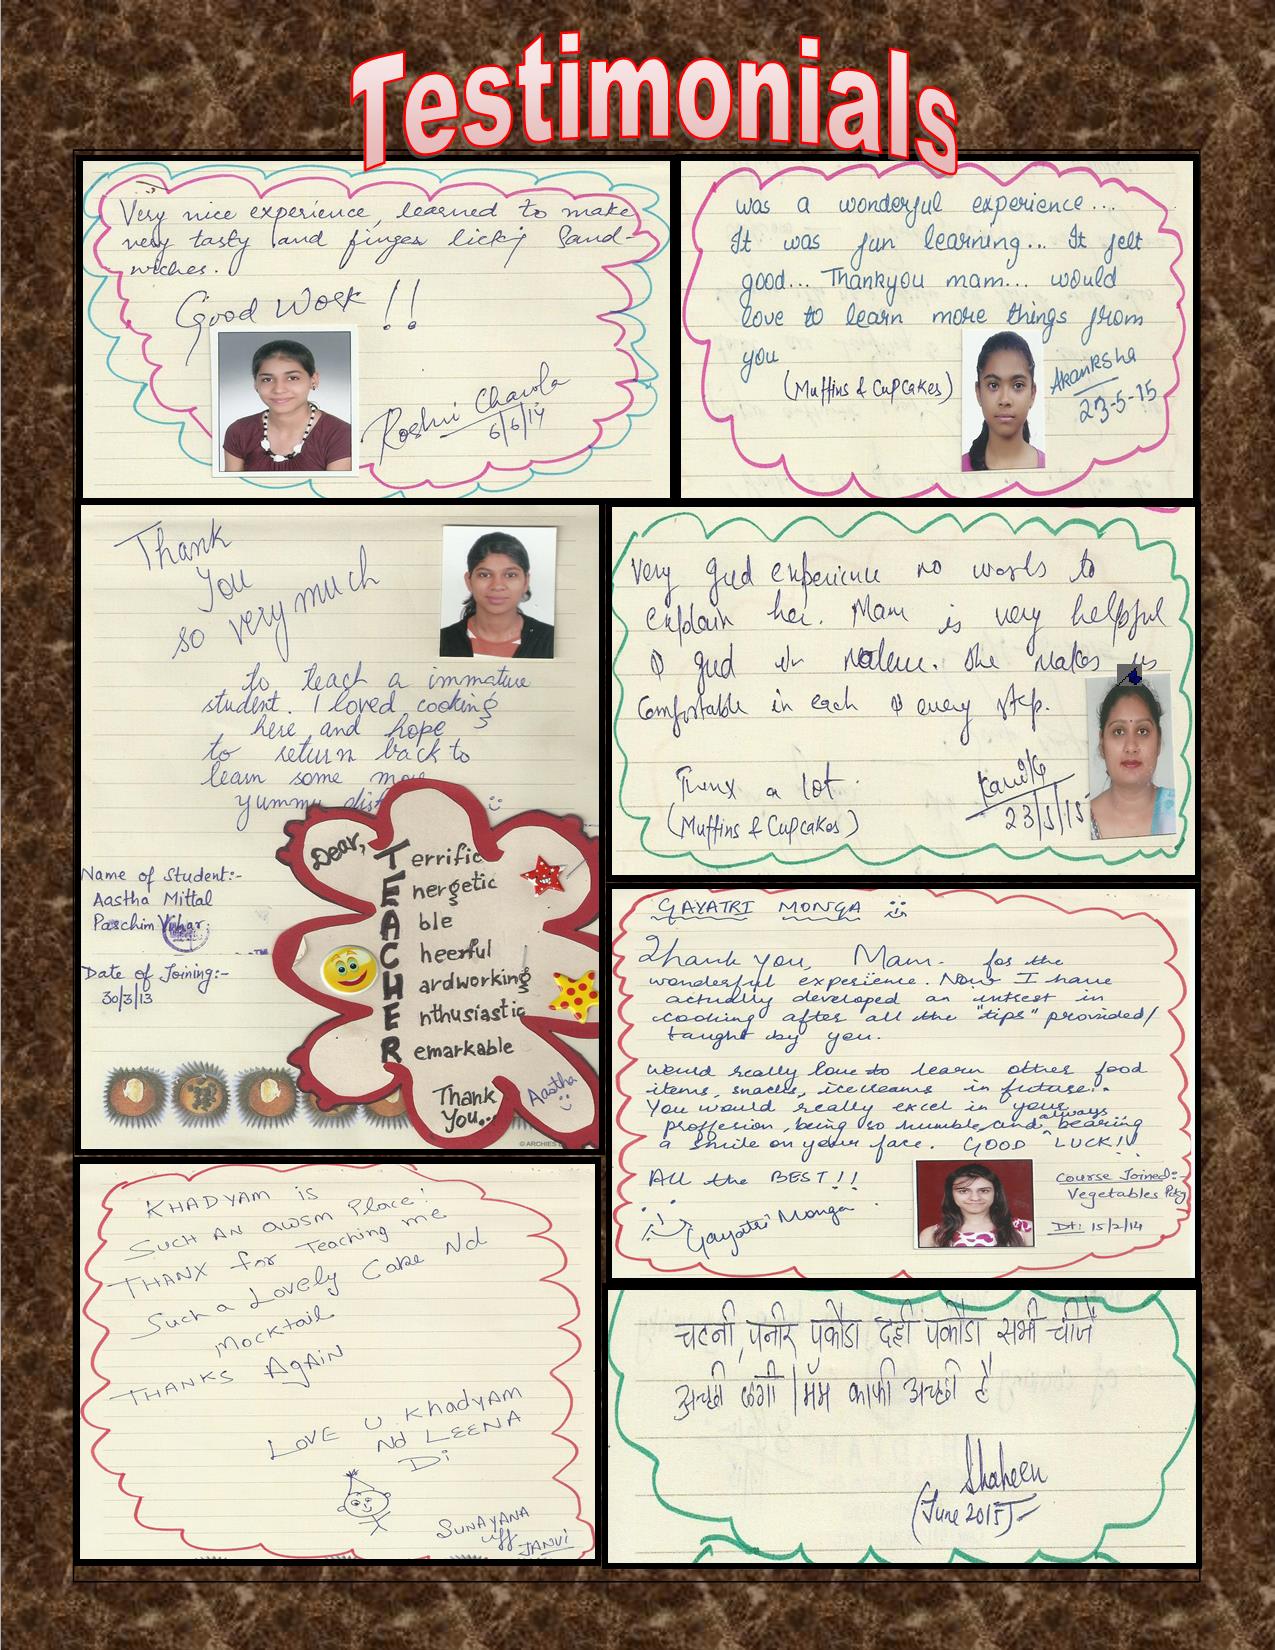 Testimonials
Very nice experience, learned to make
very tasty and finger licking Sand-
wiches.
Good Work !!
Roshni Chawla
6/6/14
was a wonderful experience...
It was fun learning... It felt
good... Thankyou mam... would
love to learn more things from
you
(Muffins & Cupcakes)
Akanksha
23-5-15
Thank
You
so very much
to teach a immature
student. I loved cooking
here and hope
to return back to
learn some more
yummy
Name of Student:-
Aastha Mittal
Paschim Vihar.
Date of Joining:-
30/3/13
Dear,
Terrific
Energetic
Able
Cheerful
Hardworking
Enthusiastic
Remarkable
Thank
You...
Aastha
© ARCHIES
Very gud experience no words to
explain her. Mam is very helpful
& gud in nature. She makes us
comfortable in each & every step.
Thnx a lot.
(Muffins & Cupcakes)
23/5/15
GAYATRI MONGA
Thank you, Mam. for the
wonderful experience. Now I have
actually developed an intrest in
cooking after all the "tips" provided/
taught by you.
Would really love to learn other food
items, snacks, icecreams in future..
You would really excel in your
proffesion, being so humble, and always bearing
a smile on your face. GOOD LUCK!!
All the BEST!!
Gayatri Monga
Course Joined:-
Vegetables Pckg
Dt: 15/2/14
KHADYAM is
SUCH AN awsm Place!
THANX for Teaching me
Such a Lovely Cake Nd
Mocktail
THANKS AgaiN
LOVE U Khadyam
Nd LEENA
Di
SUNAYANA
JANVI
चटनी, पनीर पकौडा दही पकौडा सभी चीजे
अच्छी लगी | मॅम काफी अच्छी है
Shaheen
(June 2015)